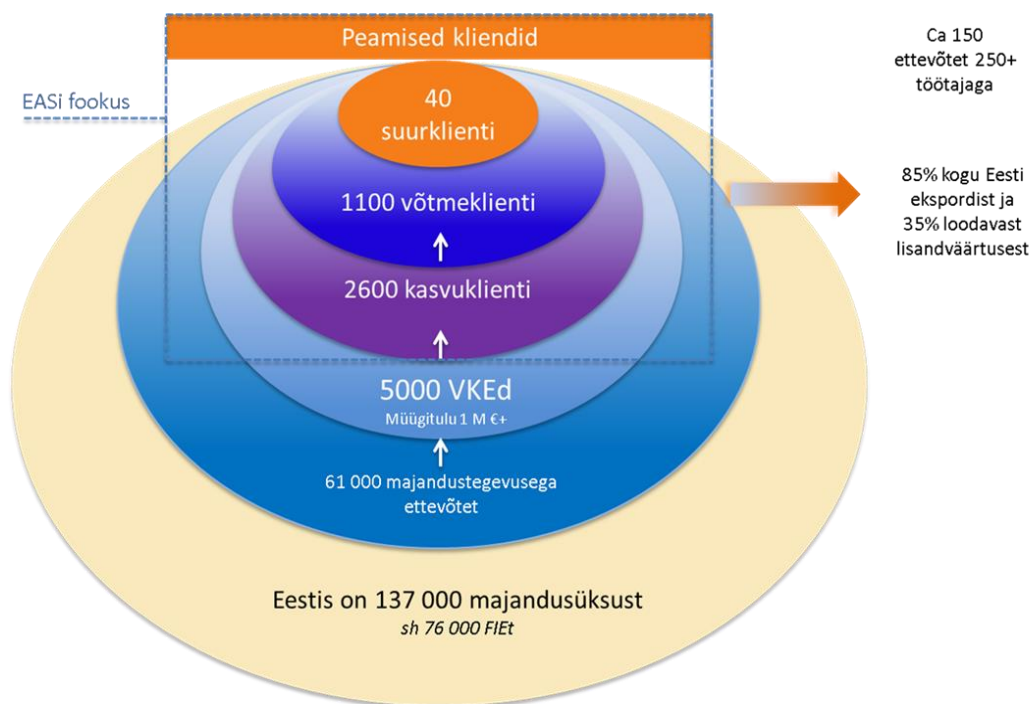 Peamised kliendid
EASi fookus
40
suurklienti
1100 võtmeklienti
2600 kasvuklienti
5000 VKEd
Müügitulu 1 M €+
61 000 majandustegevusega
ettevõtet
Eestis on 137 000 majandusüksust
sh 76 000 FIEt
Ca 150
ettevõtet 250+
töötajaga
85% kogu Eesti
ekspordist ja
35% loodavast
lisandväärtusest